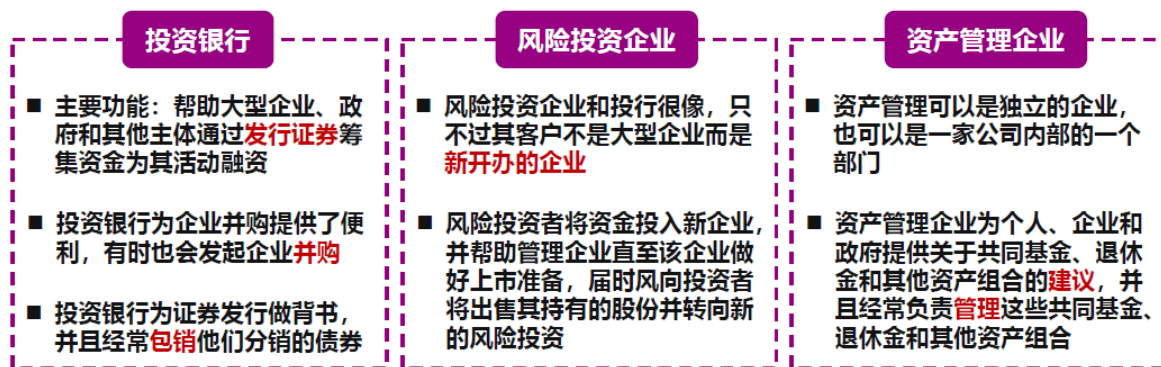 投资银行
■ 主要功能：帮助大型企业、政
府和其他主体通过发行证券筹
集资金为其活动融资
■ 投资银行为企业并购提供了便
利，有时也会发起企业并购
■ 投资银行为证券发行做背书，
并且经常包销他们分销的债券
风险投资企业
■ 风险投资企业和投行很像，只
不过其客户不是大型企业而是
新开办的企业
■ 风险投资者将资金投入新企业，
并帮助管理企业直至该企业做
好上市准备，届时风向投资者
将出售其持有的股份并转向新
的风险投资
资产管理企业
■ 资产管理可以是独立的企业，
也可以是一家公司内部的一个
部门
■ 资产管理企业为个人、企业和
政府提供关于共同基金、退休
金和其他资产组合的建议，并
且经常负责管理这些共同基金、
退休金和其他资产组合